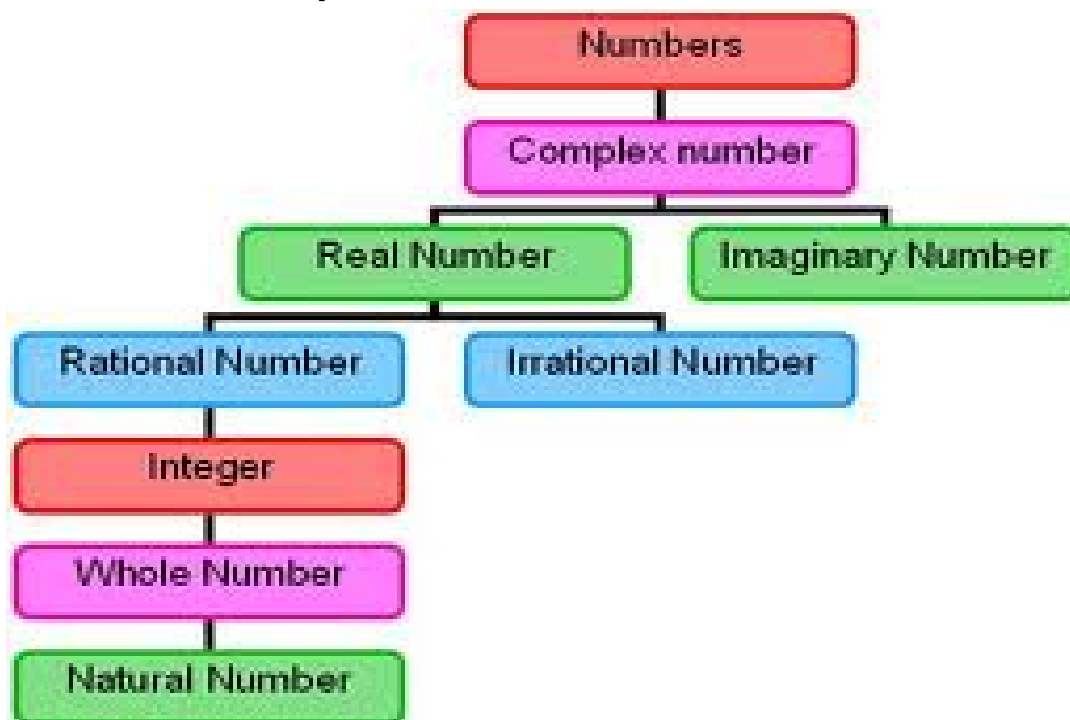 Numbers
Complex number
Real Number
Imaginary Number
Rational Number
Irrational Number
Integer
Whole Number
Natural Number